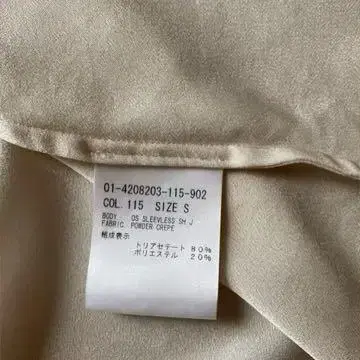 01-4208203-115-902
COL. 115 SIZE S
BODY OS SLEEVLESS SH J
FABRIC POWDER CREPE
組成表示
トリアセテート 80%
ポリエステル 20%